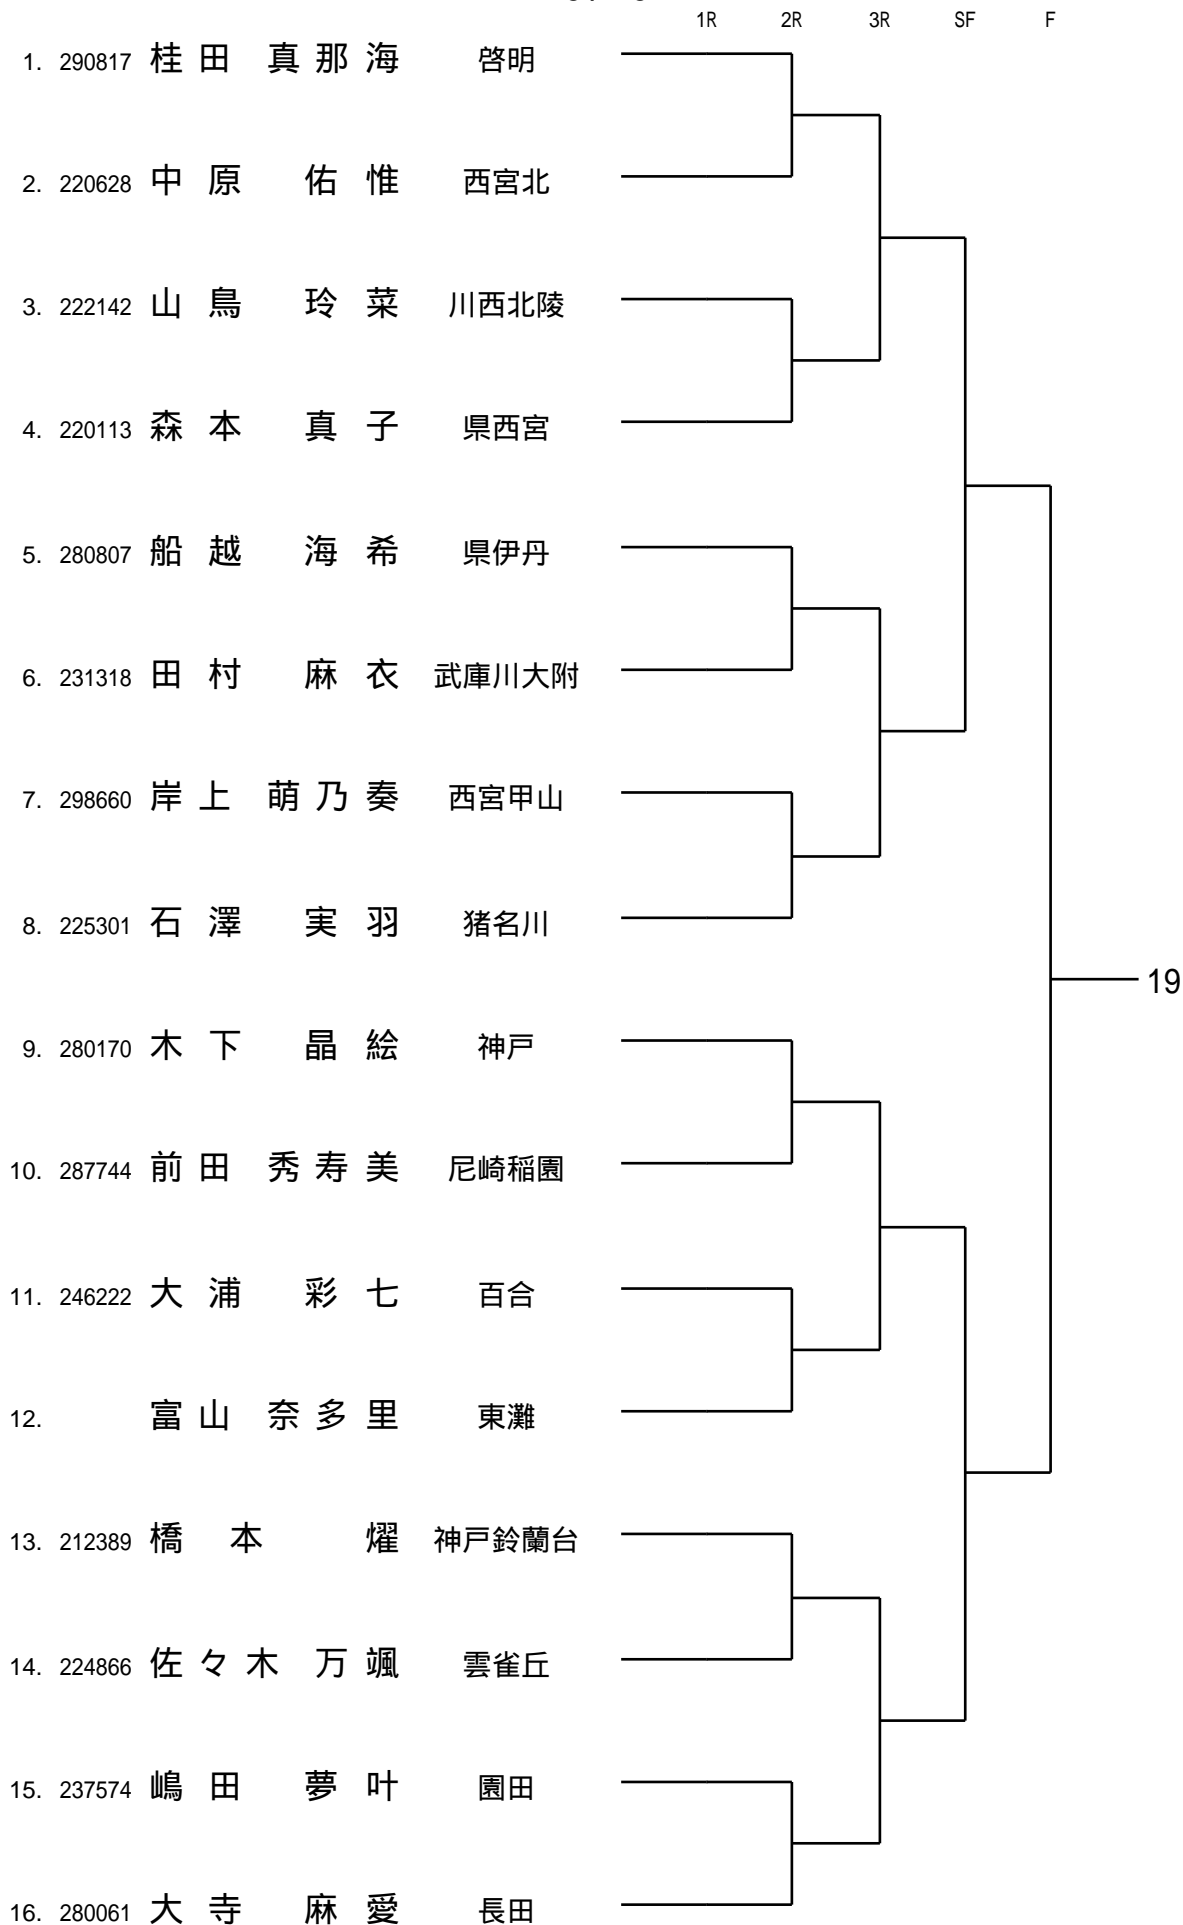 1R 2R 3R SF F
1. 290817 桂田 真那海 啓明
2. 220628 中原 佑惟 西宮北
3. 222142 山鳥 玲菜 川西北陵
4. 220113 森本 真子 県西宮
5. 280807 船越 海希 県伊丹
6. 231318 田村 麻衣 武庫川大附
7. 298660 岸上 萌乃奏 西宮甲山
8. 225301 石澤 実羽 猪名川
19
9. 280170 木下 晶絵 神戸
10. 287744 前田 秀寿美 尼崎稲園
11. 246222 大浦 彩七 百合
12. 富山 奈多里 東灘
13. 212389 橋本 燿 神戸鈴蘭台
14. 224866 佐々木 万颯 雲雀丘
15. 237574 嶋田 夢叶 園田
16. 280061 大寺 麻愛 長田